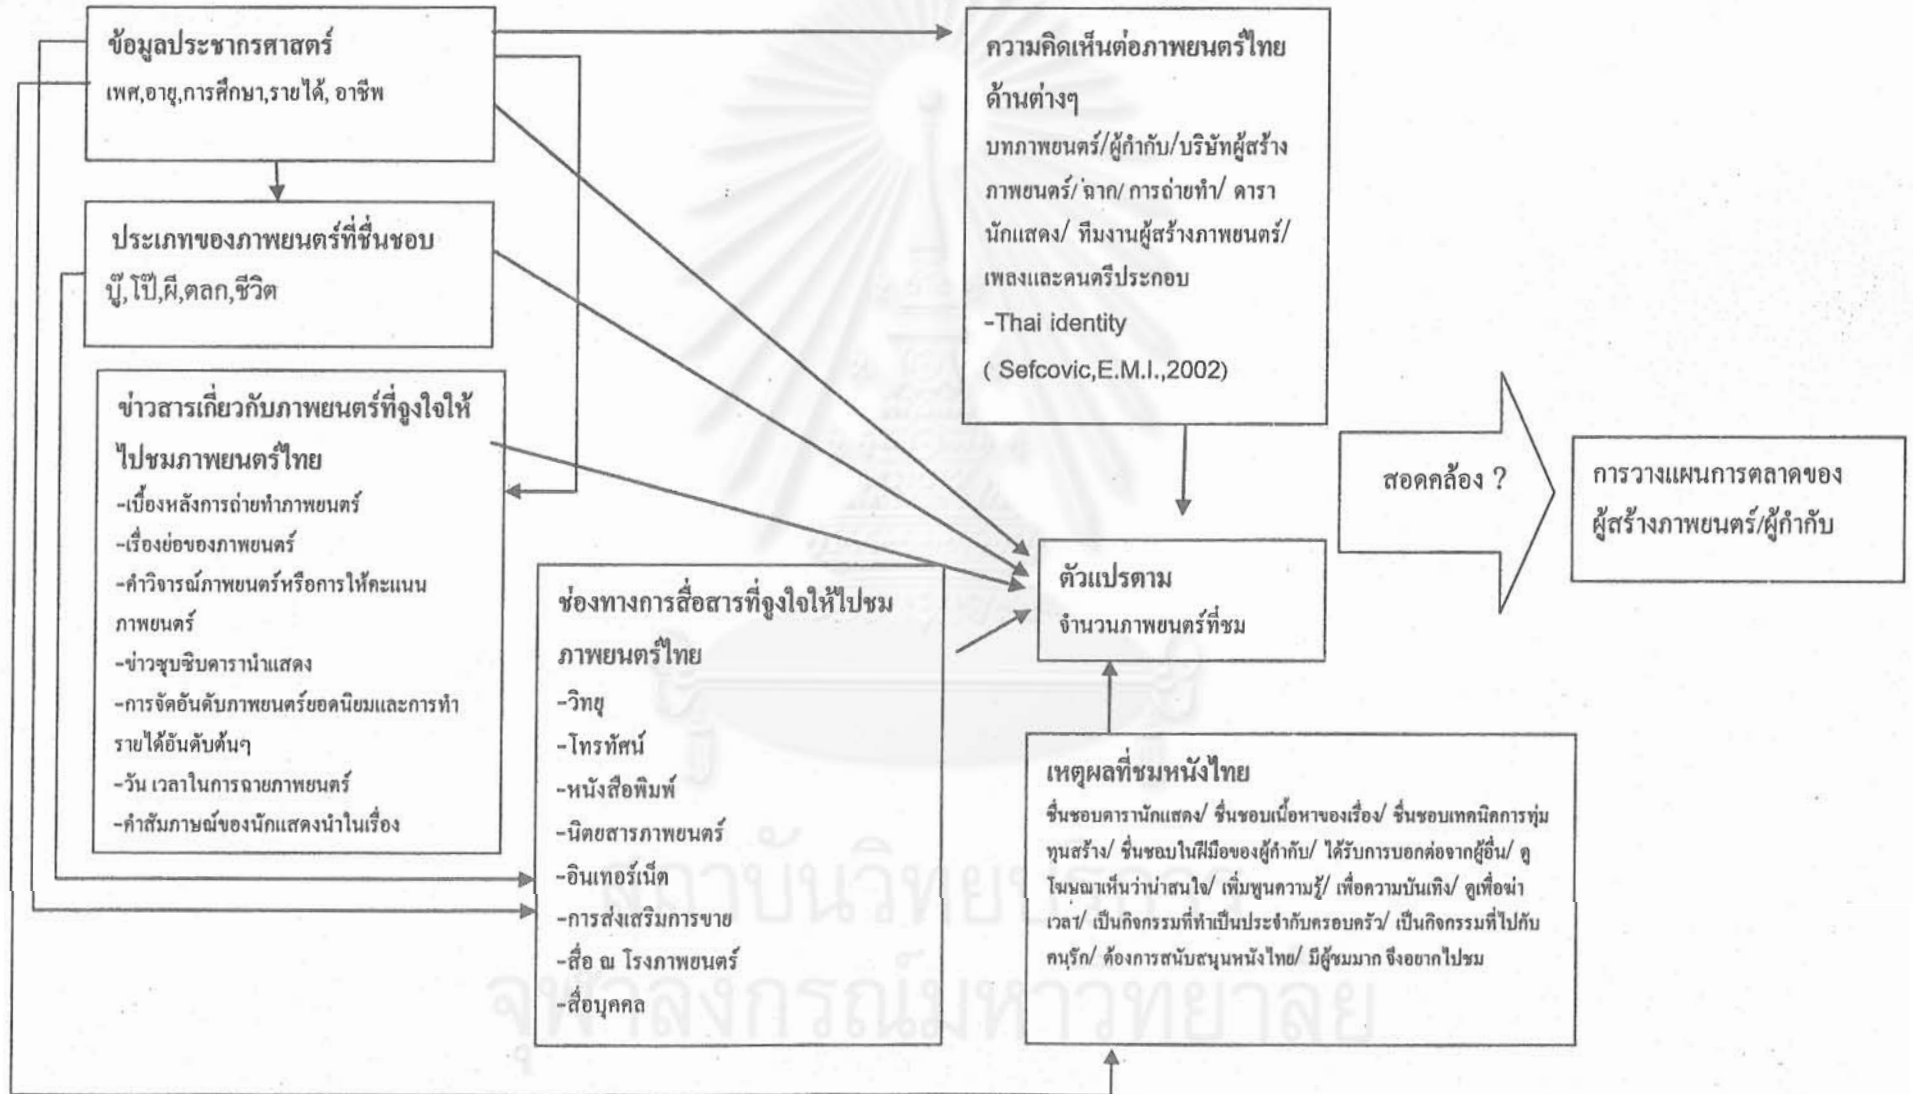 ข้อมูลประชากรศาสตร์
เพศ,อายุ,การศึกษา,รายได้, อาชีพ
ประเภทของภาพยนตร์ที่ชื่นชอบ
บู๊,โป๊,ผี,ตลก,ชีวิต
ข่าวสารเกี่ยวกับภาพยนตร์ที่จูงใจให้
ไปชมภาพยนตร์ไทย
-เบื้องหลังการถ่ายทำภาพยนตร์
-เรื่องย่อของภาพยนตร์
-คำวิจารณ์ภาพยนตร์หรือการให้คะแนน
ภาพยนตร์
-ข่าวซุบซิบดารานำแสดง
-การจัดอันดับภาพยนตร์ยอดนิยมและการทำ
รายได้อันดับต้นๆ
-วัน เวลาในการฉายภาพยนตร์
-คำสัมภาษณ์ของนักแสดงนำในเรื่อง
ช่องทางการสื่อสารที่จูงใจให้ไปชม
ภาพยนตร์ไทย
-วิทยุ
-โทรทัศน์
-หนังสือพิมพ์
-นิตยสารภาพยนตร์
-อินเทอร์เน็ต
-การส่งเสริมการขาย
-สื่อ ณ โรงภาพยนตร์
-สื่อบุคคล
ความคิดเห็นต่อภาพยนตร์ไทย
ด้านต่างๆ
บทภาพยนตร์/ผู้กำกับ/บริษัทผู้สร้าง
ภาพยนตร์/ ฉาก/ การถ่ายทำ/ ดารา
นักแสดง/ ทีมงานผู้สร้างภาพยนตร์/
เพลงและดนตรีประกอบ
-Thai identity
( Sefcovic,E.M.I.,2002)
ตัวแปรตาม
จำนวนภาพยนตร์ที่ชม
เหตุผลที่ชมหนังไทย
ชื่นชอบดารานักแสดง/ ชื่นชอบเนื้อหาของเรื่อง/ ชื่นชอบเทคนิคการทุ่ม
ทุนสร้าง/ ชื่นชอบในฝีมือของผู้กำกับ/ ได้รับการบอกต่อจากผู้อื่น/ ดู
โฆษณาเห็นว่าน่าสนใจ/ เพิ่มพูนความรู้/ เพื่อความบันเทิง/ ดูเพื่อฆ่า
เวลา/ เป็นกิจกรรมที่ทำเป็นประจำกับครอบครัว/ เป็นกิจกรรมที่ไปกับ
คนรัก/ ต้องการสนับสนุนหนังไทย/ มีผู้ชมมาก จึงอยากไปชม
สอดคล้อง ?
การวางแผนการตลาดของ
ผู้สร้างภาพยนตร์/ผู้กำกับ
สถาบันวิทยบริการ
จุฬาลงกรณ์มหาวิทยาลัย